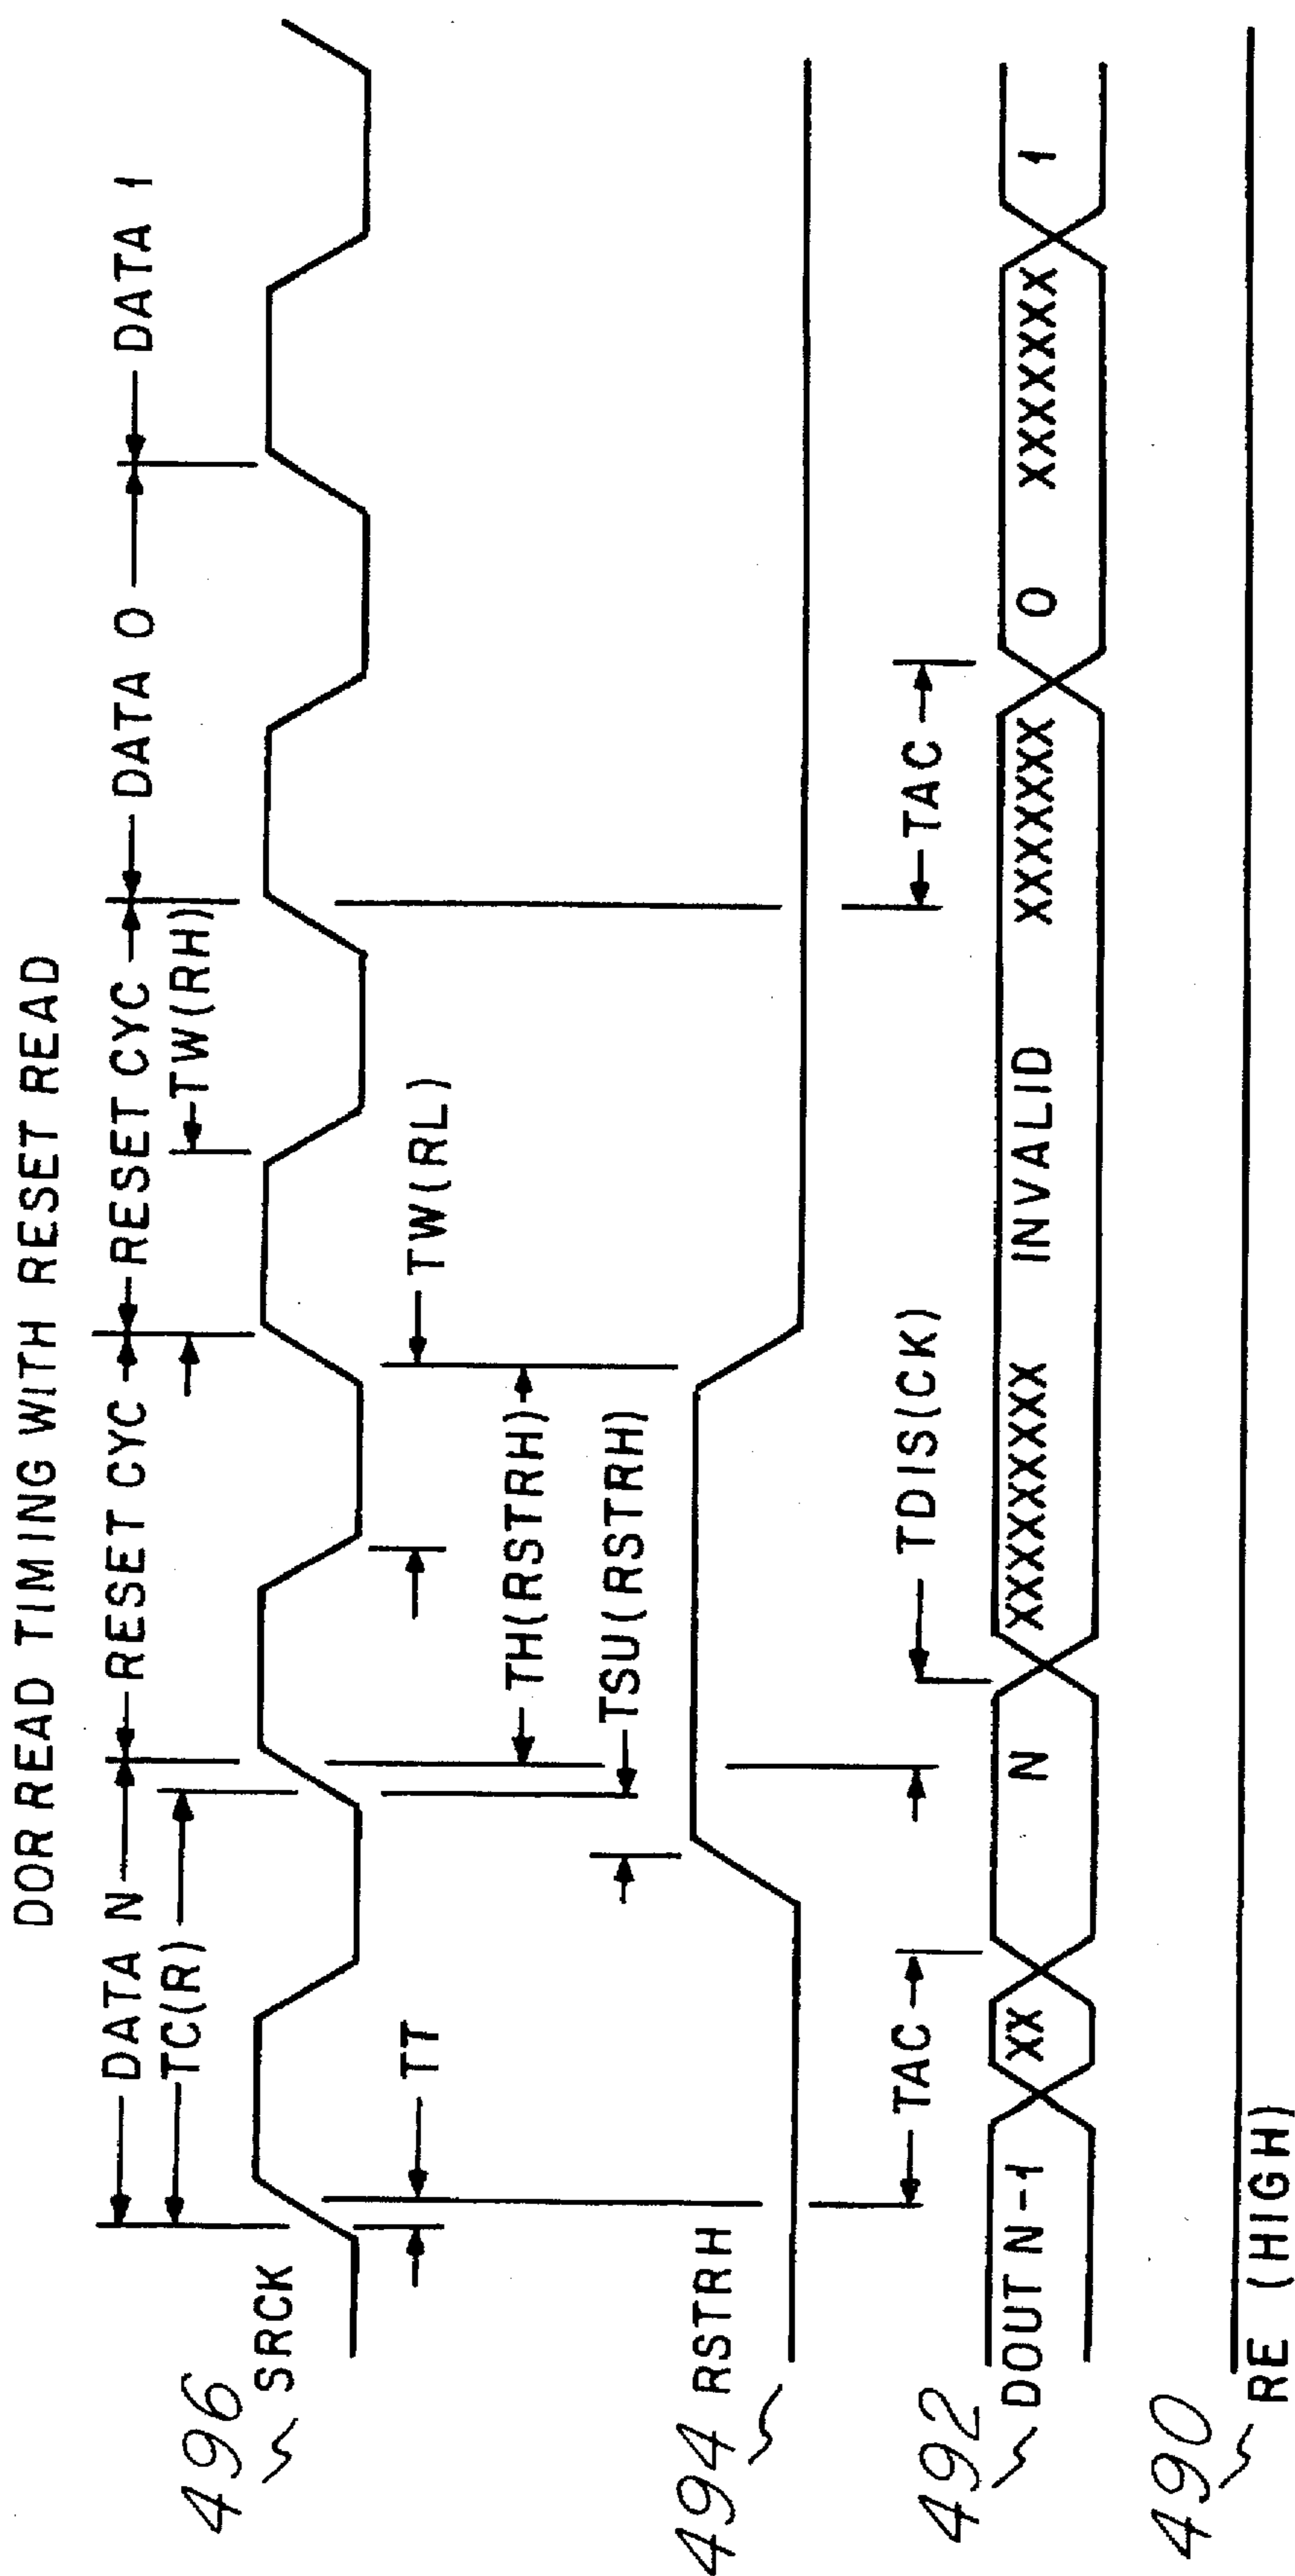 DOR READ TIMING WITH RESET READ
DATA N RESET CYC RESET CYC DATA 0 DATA 1
TC(R) TW(RH)
496
SRCK
TT TW(RL)
TH(RSTRH)
TSU(RSTRH)
494 RSTRH
TAC TDIS(CK) TAC
492
DOUT N-1 XX N XXXXXXXX INVALID XXXXXX 0 XXXXXX 1
490
RE (HIGH)